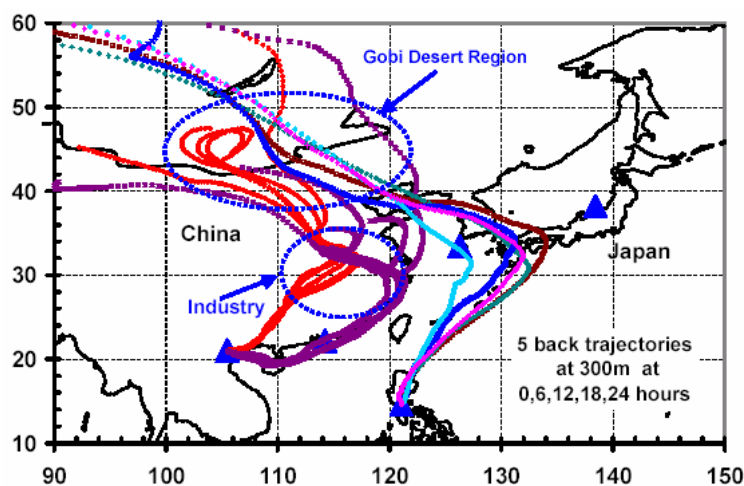 60
50
40
30
20
10
90 100 110 120 130 140 150
Gobi Desert Region
China
Japan
Industry
5 back trajectories
at 300m at
0,6,12,18,24 hours